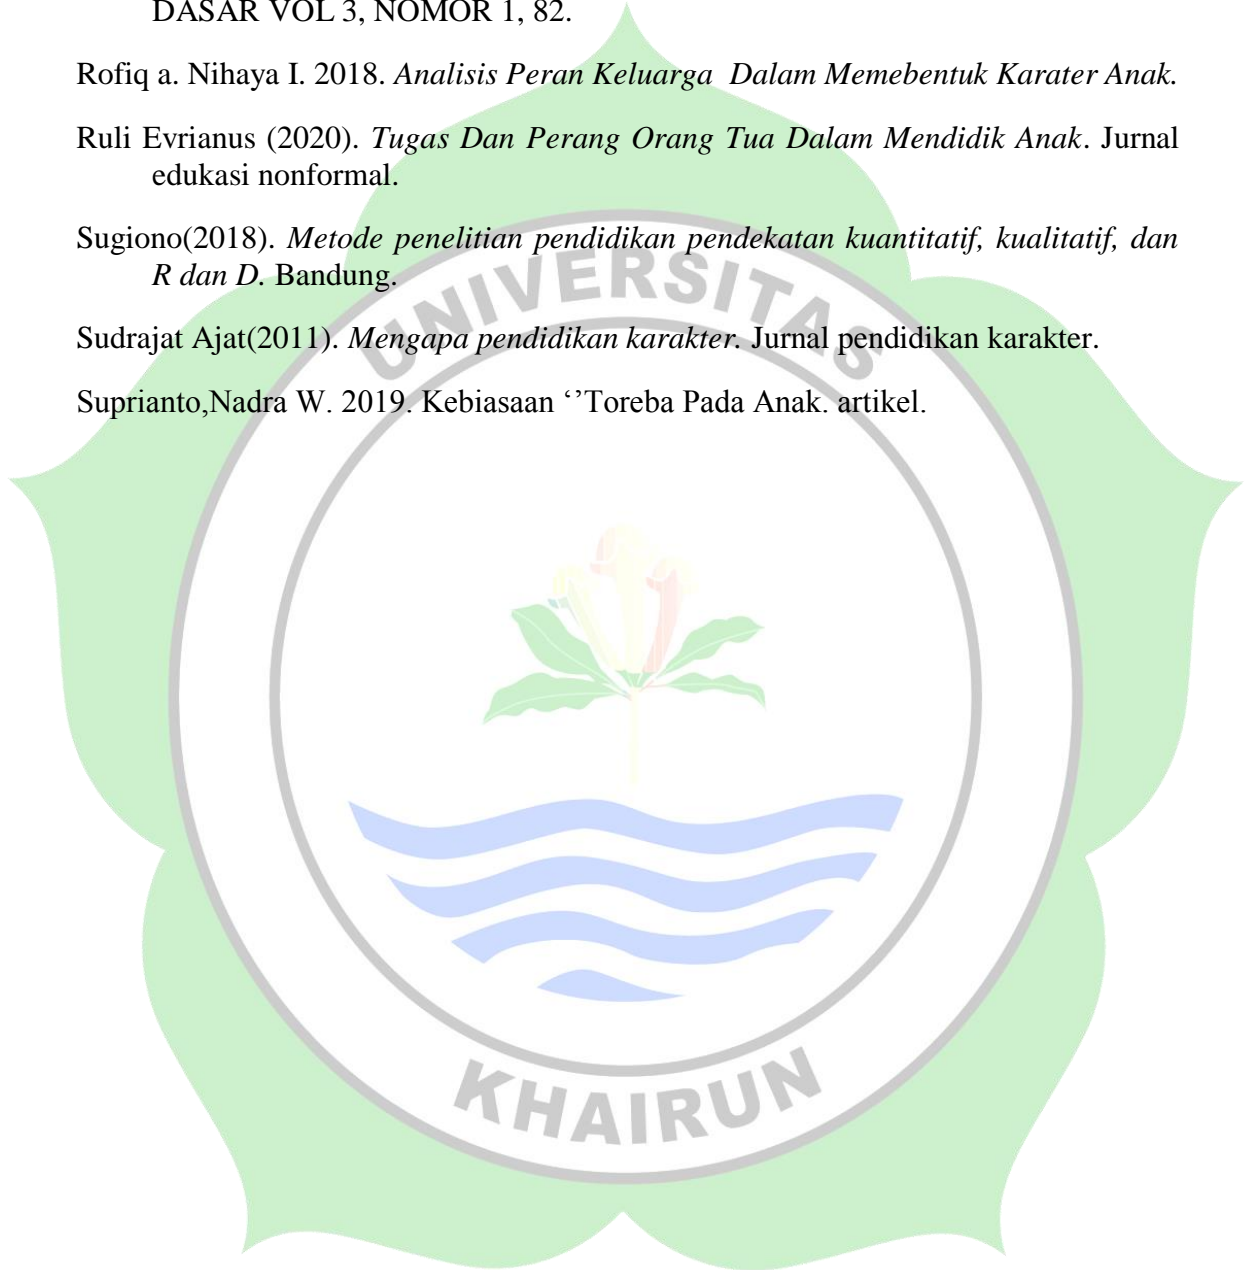 DASAR VOL 3, NOMOR 1, 82.
Rofiq a. Nihaya I. 2018. Analisis Peran Keluarga Dalam Memebentuk Karater Anak.
Ruli Evrianus (2020). Tugas Dan Perang Orang Tua Dalam Mendidik Anak. Jurnal
edukasi nonformal.
Sugiono(2018). Metode penelitian pendidikan pendekatan kuantitatif, kualitatif, dan
R dan D. Bandung.
Sudrajat Ajat(2011). Mengapa pendidikan karakter. Jurnal pendidikan karakter.
Suprianto,Nadra W. 2019. Kebiasaan ‘’Toreba Pada Anak. artikel.
UNIVERSITAS
KHAIRUN